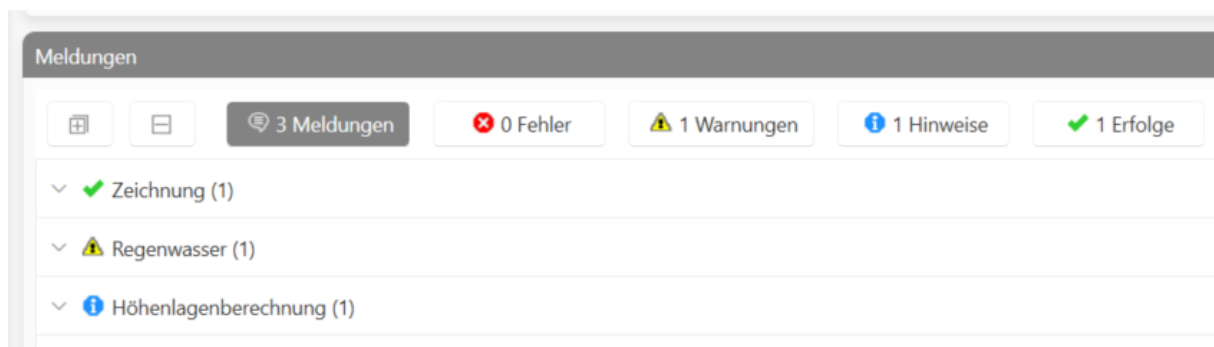 Meldungen
3 Meldungen 0 Fehler 1 Warnungen 1 Hinweise 1 Erfolge
Zeichnung (1)
Regenwasser (1)
Höhenlagenberechnung (1)